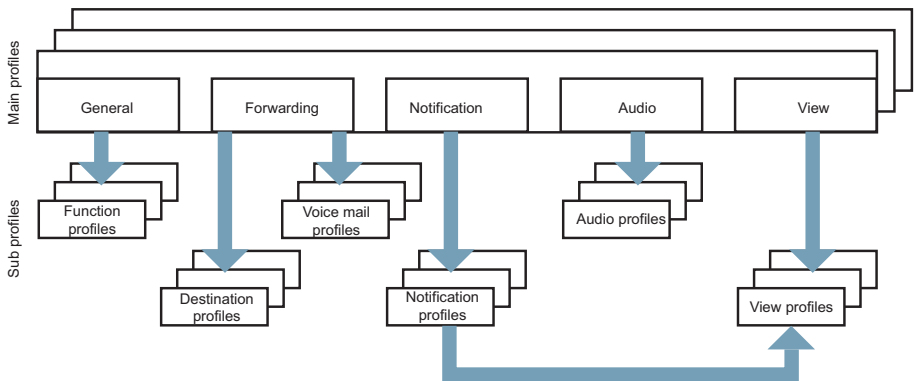 Main profiles
General
Forwarding
Notification
Audio
View
Sub profiles
Function
profiles
Voice mail
profiles
Audio profiles
Destination
profiles
Notification
profiles
View profiles